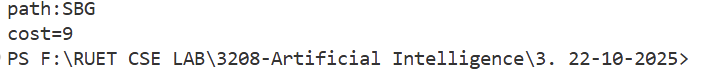 path:SBG
cost=9
PS F:\RUET CSE LAB\3208-Artificial Intelligence\3. 22-10-2025>